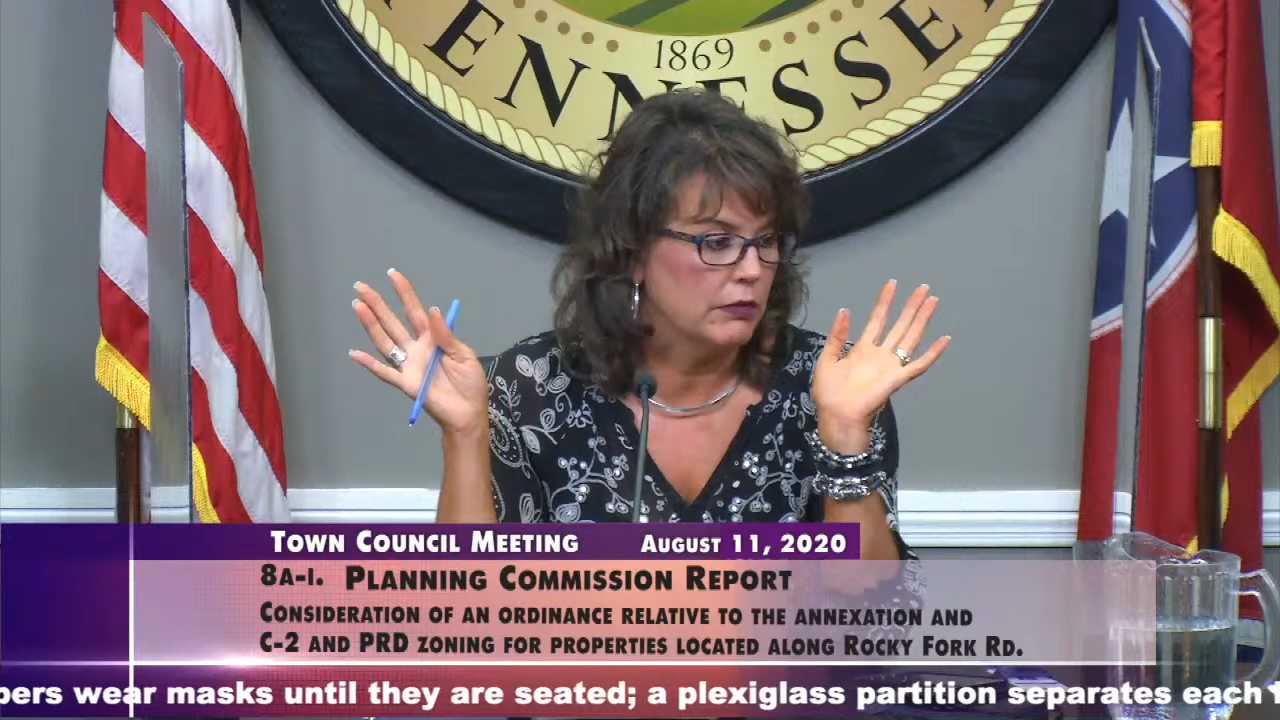 1869
TENNESSEE
TOWN COUNCIL MEETING AUGUST 11, 2020
8A-I. PLANNING COMMISSION REPORT
CONSIDERATION OF AN ORDINANCE RELATIVE TO THE ANNEXATION AND
C-2 AND PRD ZONING FOR PROPERTIES LOCATED ALONG ROCKY FORK RD.
wear masks until they are seated; a plexiglass partition separates each